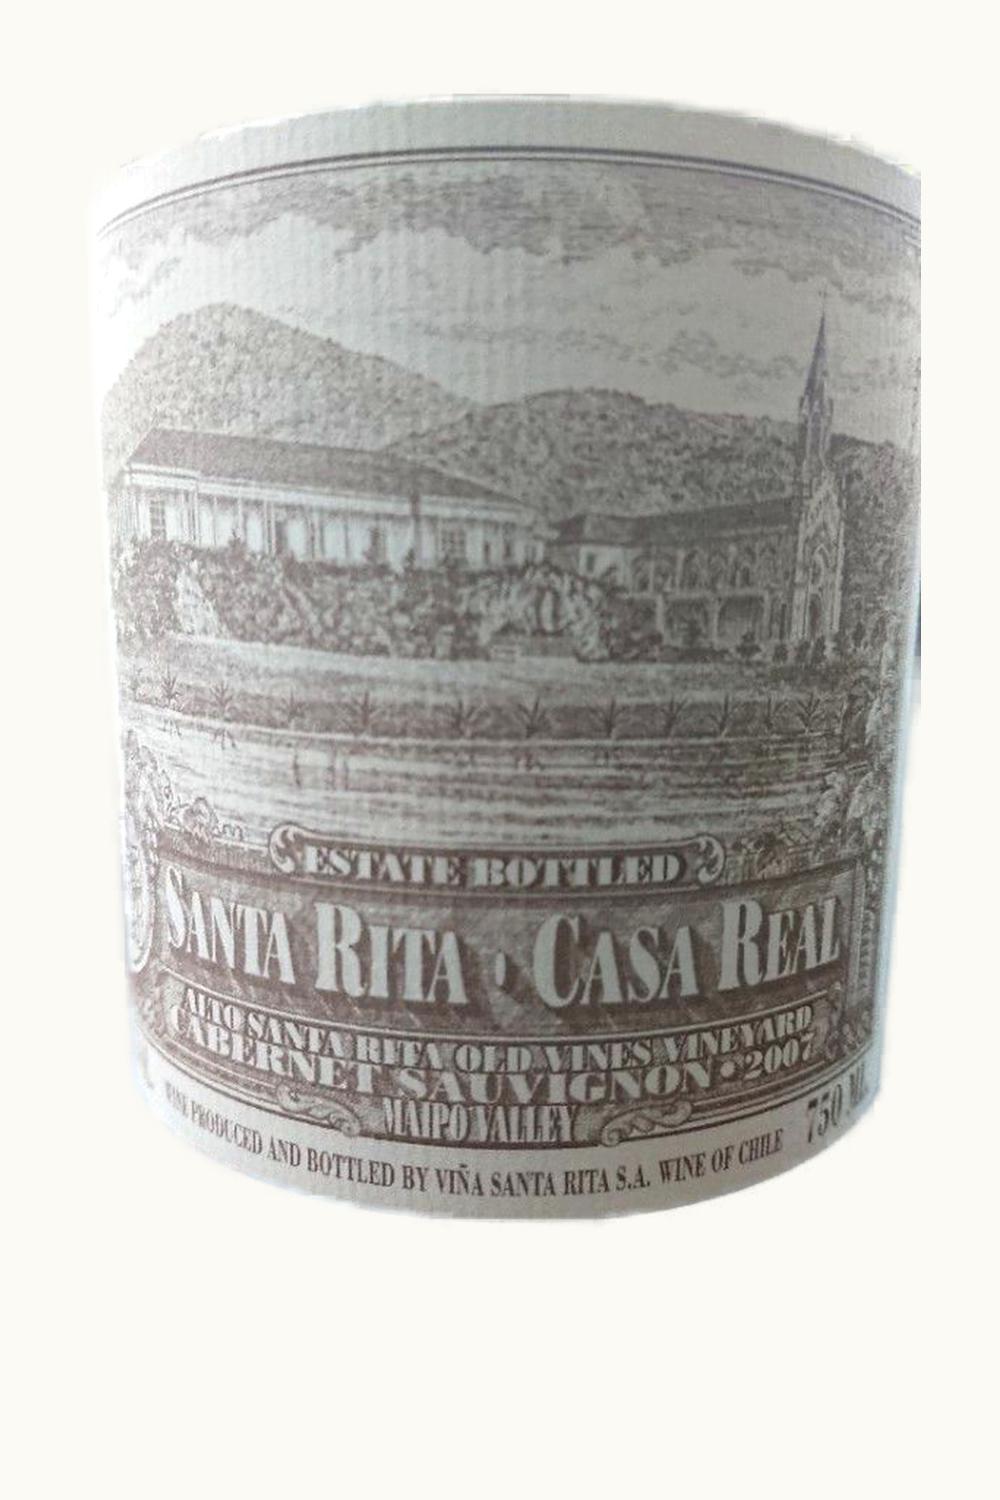 ESTATE BOTTLED
SANTA RITA • CASA REAL
ALTO SANTA RITA OLD VINES VINEYARD
CABERNET SAUVIGNON • 2007
MAIPO VALLEY
WINE PRODUCED AND BOTTLED BY VIÑA SANTA RITA S.A. WINE OF CHILE 750 ML